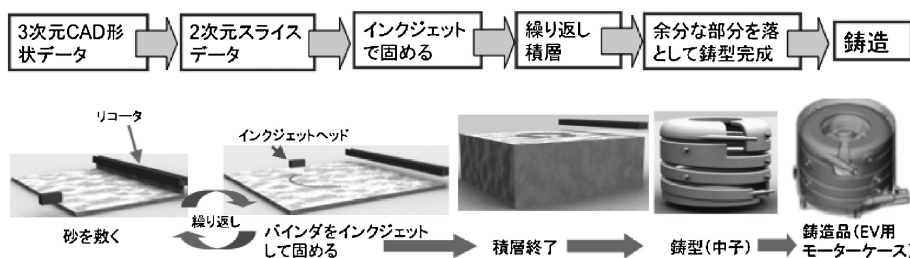 3次元CAD形
状データ
2次元スライス
データ
インクジェット
で固める
繰り返し
積層
余分な部分を落
として鋳型完成
鋳造
リコータ
インクジェットヘッド
繰り返し
砂を敷く
バインダをインクジェット
して固める
積層終了
鋳型(中子)
鋳造品(EV用
モーターケース)